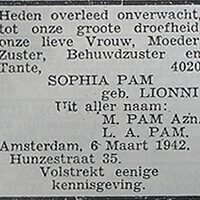 Heden overleed onverwacht,
tot onze groote droefheid
onze lieve Vrouw, Moeder
Zuster, Behuwdzuster en
Tante, 4020
SOPHIA PAM
geb. LIONNI
Uit aller naam:
M. PAM Azn.
L. A. PAM.
Amsterdam, 6 Maart 1942.
Hunzestraat 35.
Volstrekt eenige
kennisgeving.